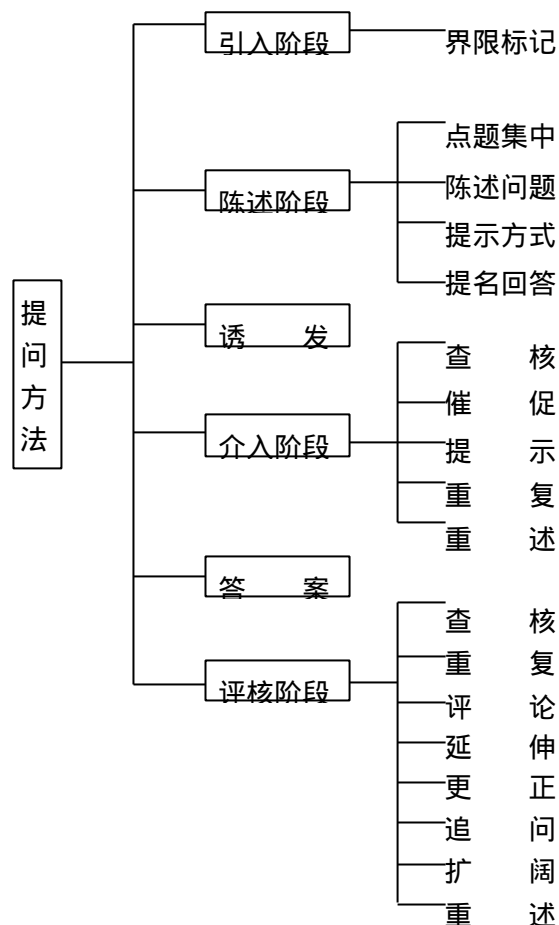 引入阶段
界限标记
点题集中
陈述阶段
陈述问题
提示方式
提名回答
提
问
方
法
诱 发
查 核
催 促
介入阶段
提 示
重 复
重 述
答 案
查 核
重 复
评核阶段
评 论
延 伸
更 正
追 问
扩 阔
重 述